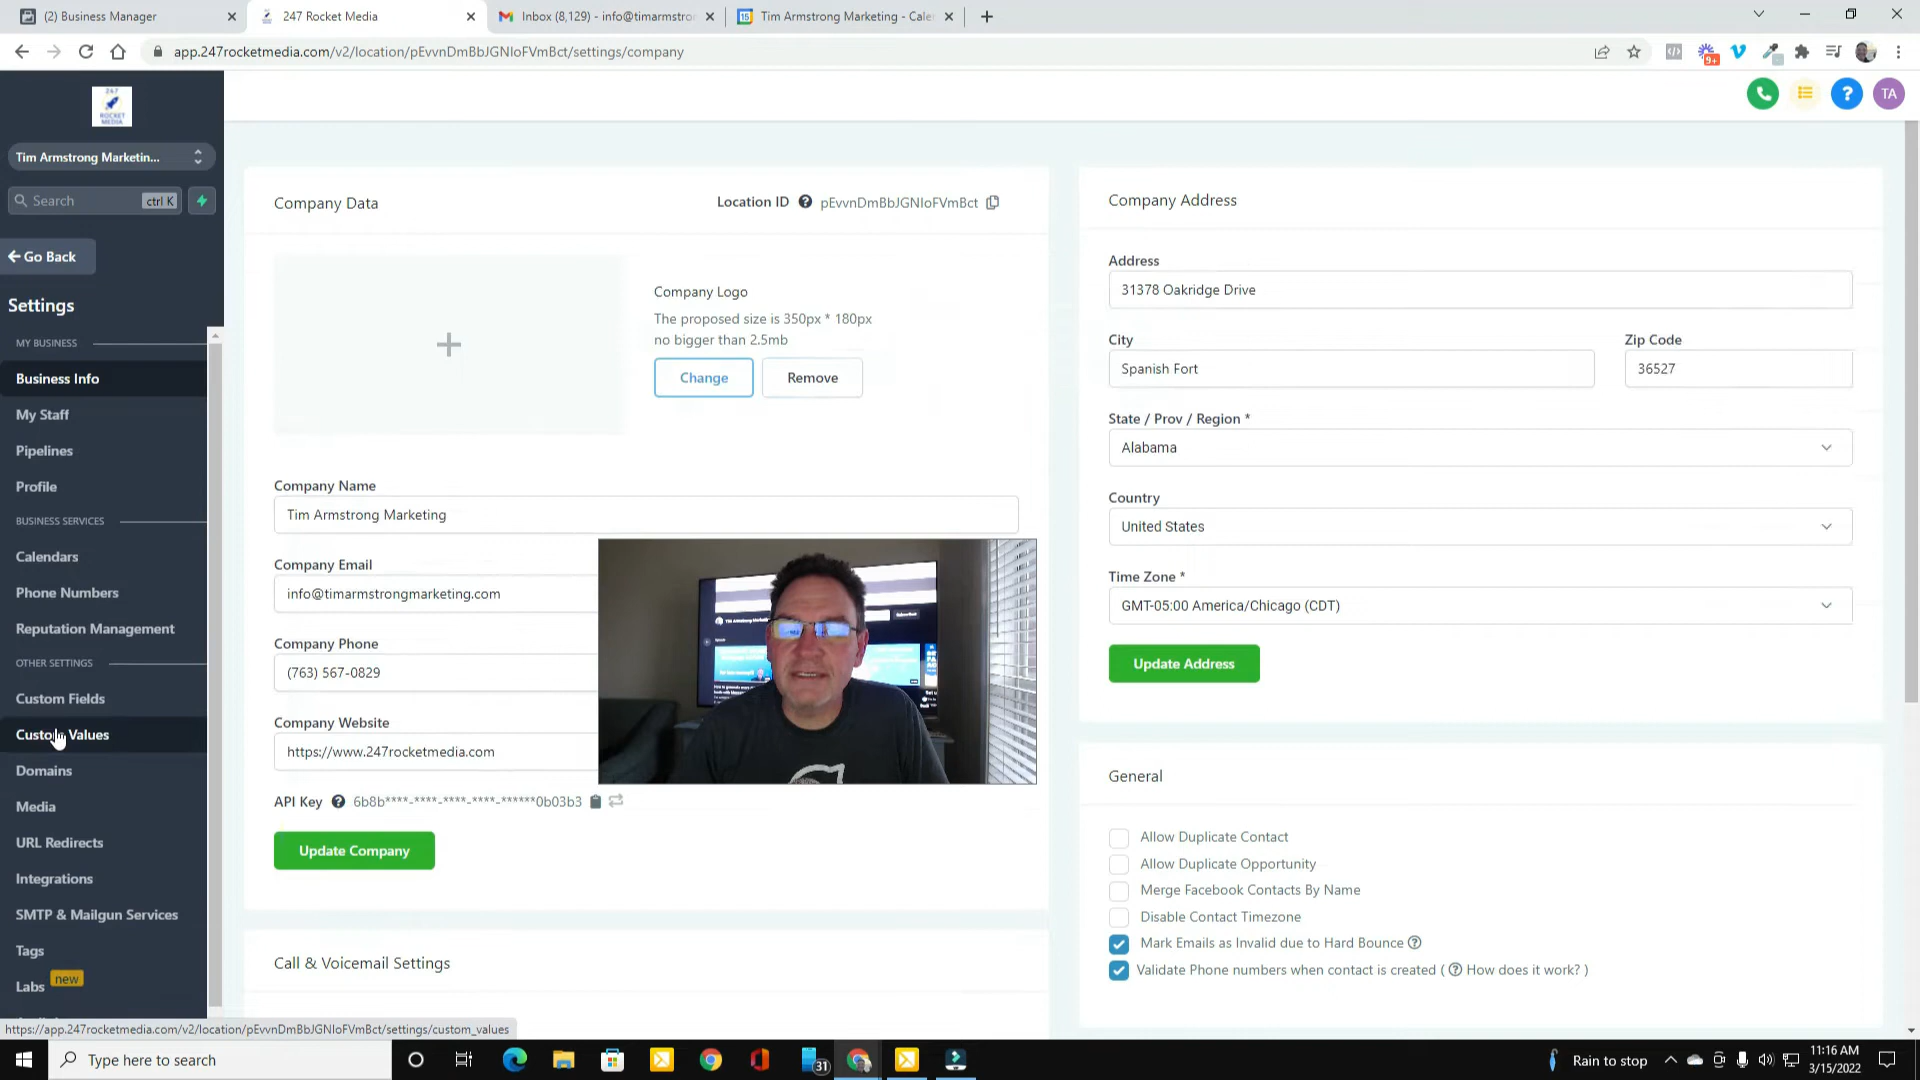 (2) Business Manager
247 Rocket Media
Inbox (8,129) - info@timarmstron
Tim Armstrong Marketing - Cale
app.247rocketmedia.com/v2/location/pEvvnDmBbJGNIoFVmBct/settings/company
9+
247
ROCKET
MEDIA
TA
Tim Armstrong Marketin...
Search
ctrl K
Go Back
Settings
MY BUSINESS
Business Info
My Staff
Pipelines
Profile
BUSINESS SERVICES
Calendars
Phone Numbers
Reputation Management
OTHER SETTINGS
Custom Fields
Custom Values
Domains
Media
URL Redirects
Integrations
SMTP & Mailgun Services
Tags
Labs new
Company Data
Location ID ? pEvvnDmBbJGNIoFVmBct
Company Logo
The proposed size is 350px * 180px
no bigger than 2.5mb
Change
Remove
Company Name
Tim Armstrong Marketing
Company Email
info@timarmstrongmarketing.com
Company Phone
(763) 567-0829
Company Website
https://www.247rocketmedia.com
API Key ? 6b8b****-****-****-****-******0b03b3
Update Company
Call & Voicemail Settings
Company Address
Address
31378 Oakridge Drive
City
Spanish Fort
Zip Code
36527
State / Prov / Region *
Alabama
Country
United States
Time Zone *
GMT-05:00 America/Chicago (CDT)
Update Address
General
Allow Duplicate Contact
Allow Duplicate Opportunity
Merge Facebook Contacts By Name
Disable Contact Timezone
Mark Emails as Invalid due to Hard Bounce ?
Validate Phone numbers when contact is created ( ? How does it work? )
https://app.247rocketmedia.com/v2/location/pEvvnDmBbJGNIoFVmBct/settings/custom_values
Type here to search
31
Rain to stop
11:16 AM
3/15/2022